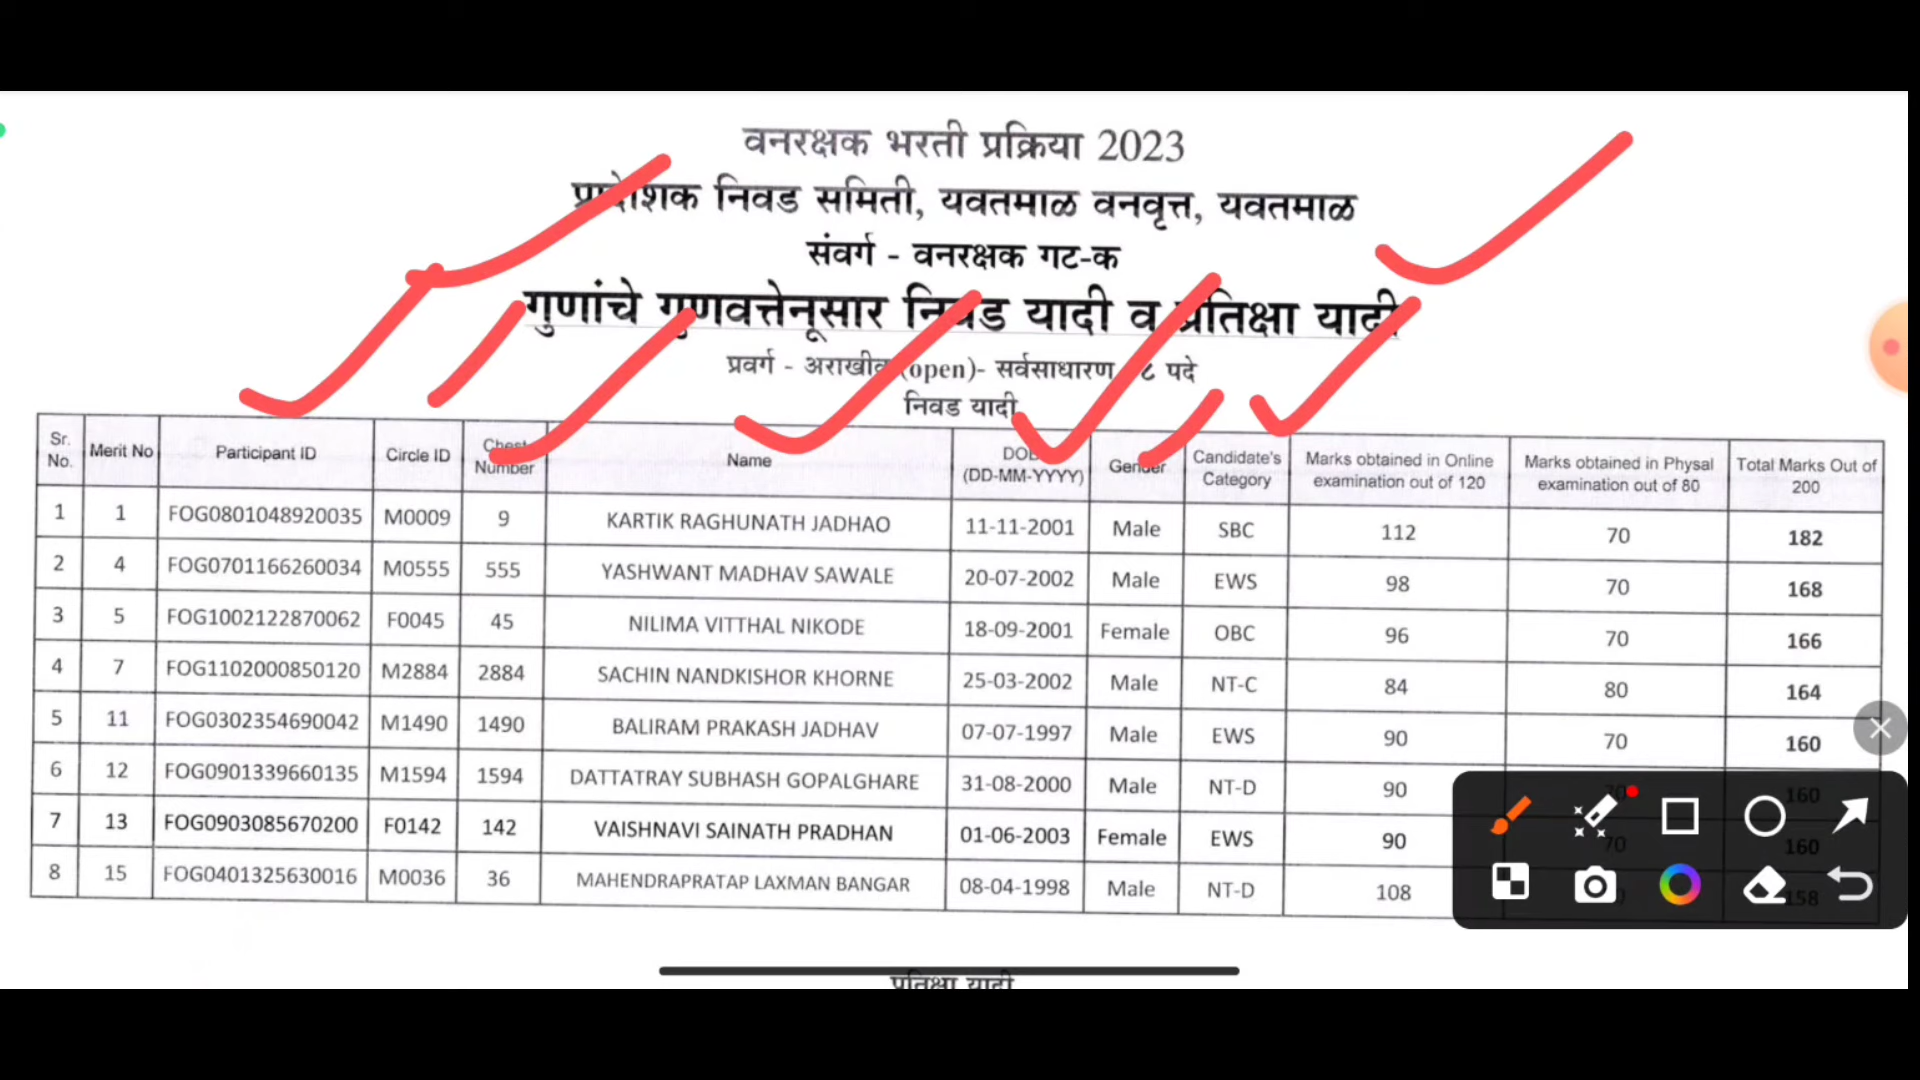 वनरक्षक भरती प्रक्रिया 2023
निवड समिती, यवतमाळ वनवृत्त, यवतमाळ
संवर्ग - वनरक्षक गट-क
गुणांचे गुणवत्तेनूसार निवड यादी व प्रतिक्षा यादी
प्रवर्ग - अराखीव (open)- सर्वसाधारण ८ पदे
निवड यादी
Sr. No. Merit No Participant ID Circle ID Chest Number Name DOB (DD-MM-YYYY) Gender Candidate's Category Marks obtained in Online examination out of 120 Marks obtained in Physal examination out of 80 Total Marks Out of 200
1 1 FOG0801048920035 M0009 9 KARTIK RAGHUNATH JADHAO 11-11-2001 Male SBC 112 70 182
2 4 FOG0701166260034 M0555 555 YASHWANT MADHAV SAWALE 20-07-2002 Male EWS 98 70 168
3 5 FOG1002122870062 F0045 45 NILIMA VITTHAL NIKODE 18-09-2001 Female OBC 96 70 166
4 7 FOG1102000850120 M2884 2884 SACHIN NANDKISHOR KHORNE 25-03-2002 Male NT-C 84 80 164
5 11 FOG0302354690042 M1490 1490 BALIRAM PRAKASH JADHAV 07-07-1997 Male EWS 90 70 160
6 12 FOG0901339660135 M1594 1594 DATTATRAY SUBHASH GOPALGHARE 31-08-2000 Male NT-D 90 70 160
7 13 FOG0903085670200 F0142 142 VAISHNAVI SAINATH PRADHAN 01-06-2003 Female EWS 90 70 160
8 15 FOG0401325630016 M0036 36 MAHENDRAPRATAP LAXMAN BANGAR 08-04-1998 Male NT-D 108 158
प्रतिक्षा यादी